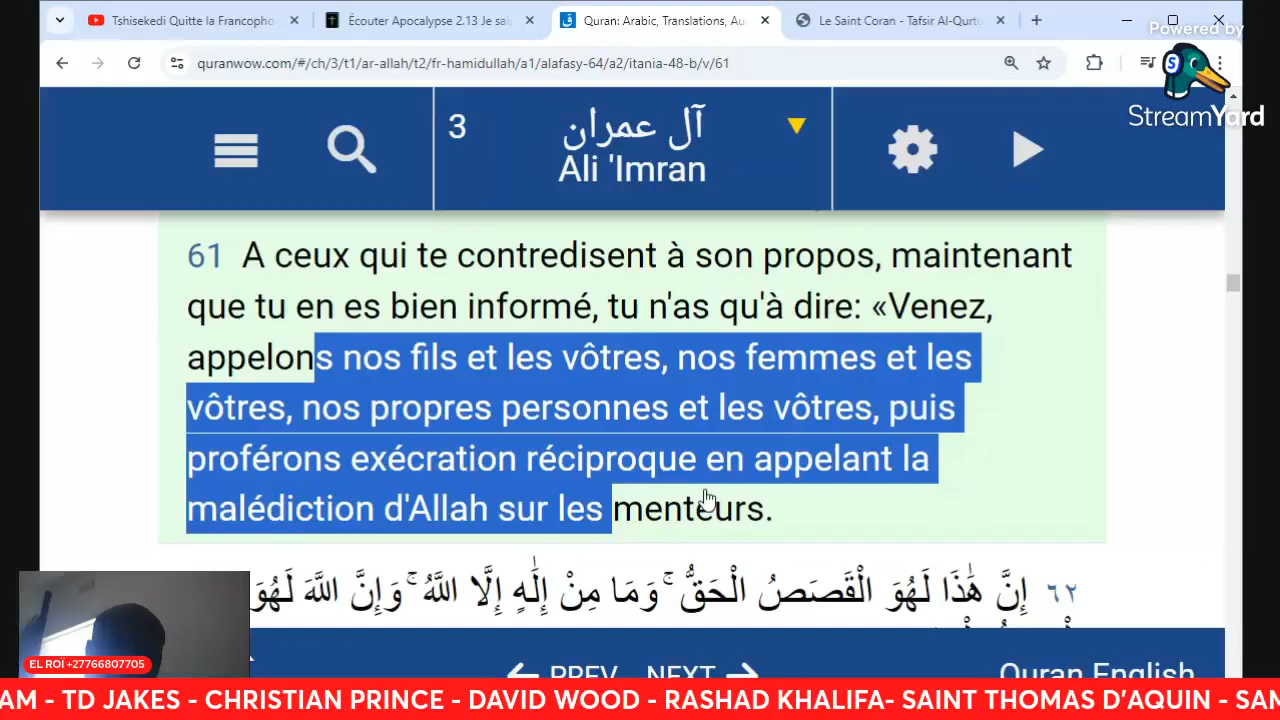 Tshisekedi Quitte la Francopho
Écouter Apocalypse 2.13 Je sai
Quran: Arabic, Translations, Au
Le Saint Coran - Tafsir Al-Qurtu
Powered by
quranwow.com/#/ch/3/t1/ar-allah/t2/fr-hamidullah/a1/alafasy-64/a2/itania-48-b/v/61
StreamYard
3
آل عمران
Ali 'Imran
61 A ceux qui te contredisent à son propos, maintenant
que tu en es bien informé, tu n'as qu'à dire: «Venez,
appelons nos fils et les vôtres, nos femmes et les
vôtres, nos propres personnes et les vôtres, puis
proférons exécration réciproque en appelant la
malédiction d'Allah sur les menteurs.
٦٢ إِنَّ هَٰذَا لَهُوَ الْقَصَصُ الْحَقُّ ۚ وَمَا مِنْ إِلَٰهٍ إِلَّا اللَّهُ ۚ وَإِنَّ اللَّهَ لَهُوَ
EL ROÏ +27766807705
PREV NEXT
Quran English
AM - TD JAKES - CHRISTIAN PRINCE - DAVID WOOD - RASHAD KHALIFA- SAINT THOMAS D'AQUIN - SAM